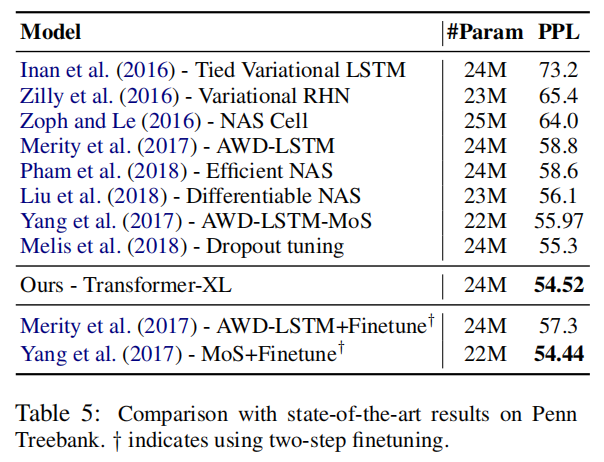 Model #Param PPL
Inan et al. (2016) - Tied Variational LSTM 24M 73.2
Zilly et al. (2016) - Variational RHN 23M 65.4
Zoph and Le (2016) - NAS Cell 25M 64.0
Merity et al. (2017) - AWD-LSTM 24M 58.8
Pham et al. (2018) - Efficient NAS 24M 58.6
Liu et al. (2018) - Differentiable NAS 23M 56.1
Yang et al. (2017) - AWD-LSTM-MoS 22M 55.97
Melis et al. (2018) - Dropout tuning 24M 55.3
Ours - Transformer-XL 24M 54.52
Merity et al. (2017) - AWD-LSTM+Finetune† 24M 57.3
Yang et al. (2017) - MoS+Finetune† 22M 54.44
Table 5: Comparison with state-of-the-art results on Penn
Treebank. † indicates using two-step finetuning.